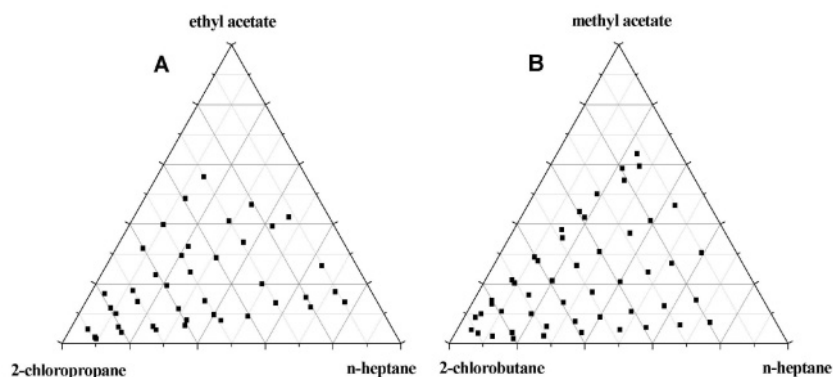 ethyl acetate
A
2-chloropropane
n-heptane
methyl acetate
B
2-chlorobutane
n-heptane